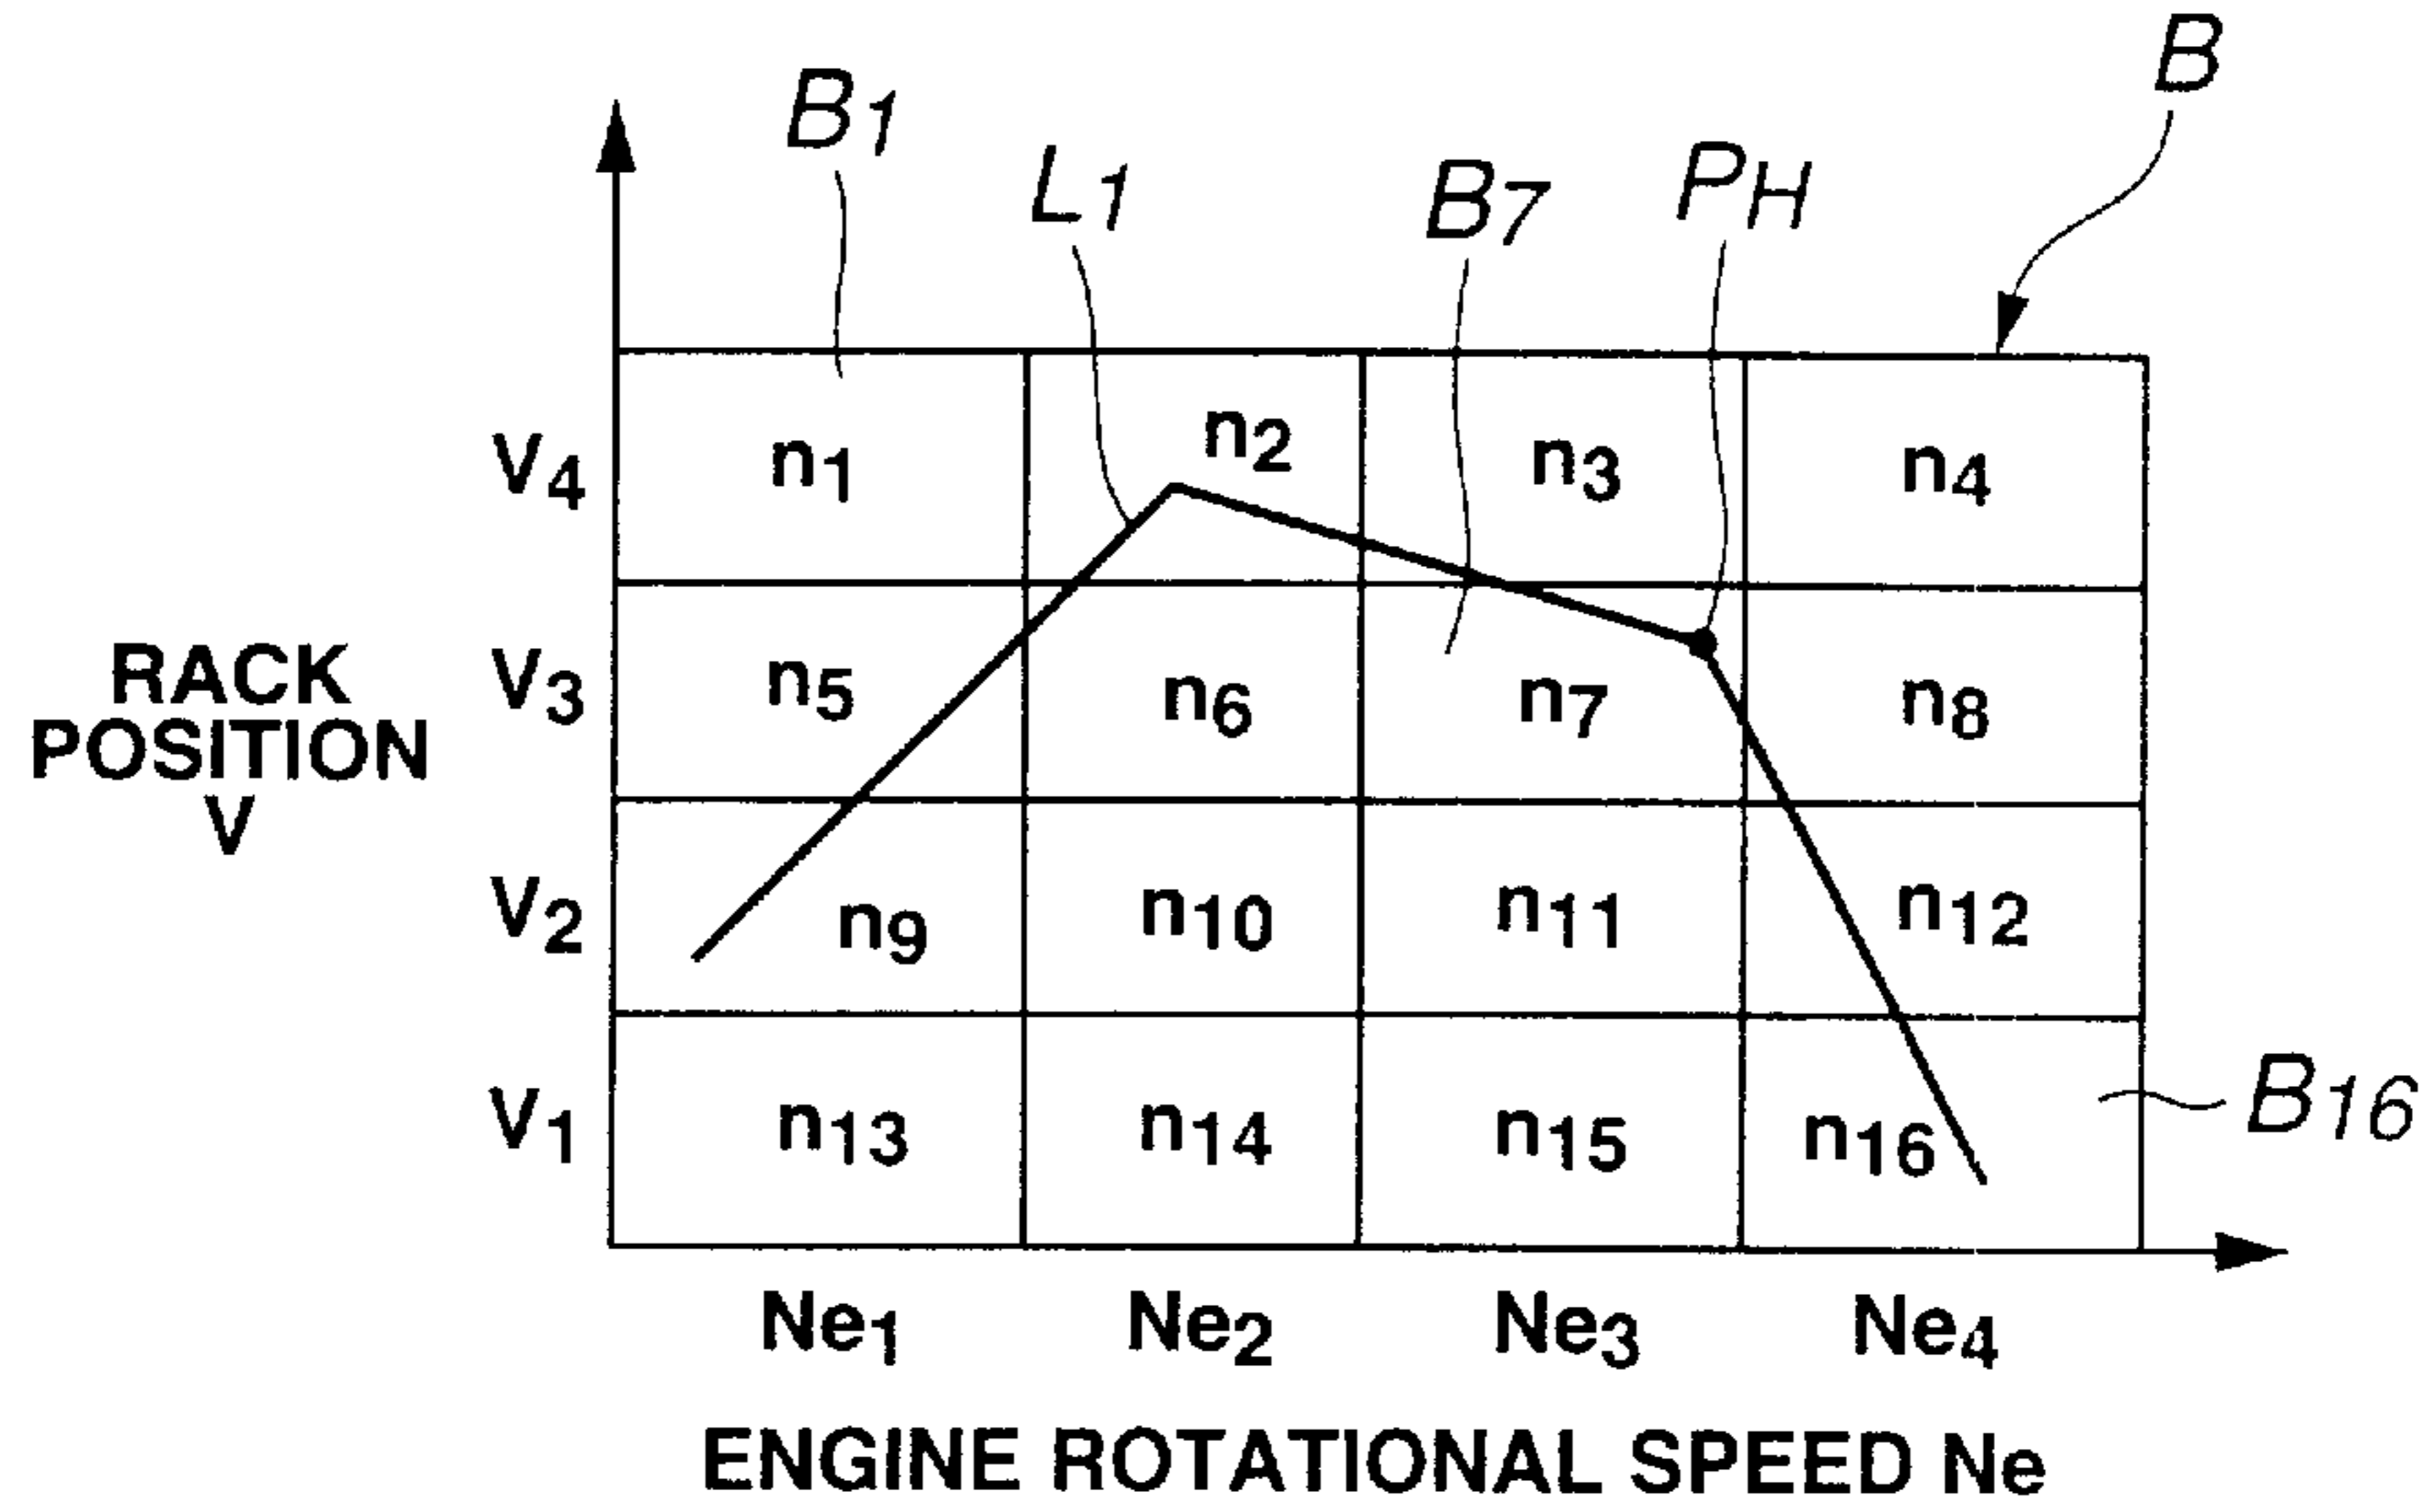 B
B1
L1
B7
PH
V4
n1
n2
n3
n4
RACK
POSITION
V
V3
n5
n6
n7
n8
V2
n9
n10
n11
n12
V1
n13
n14
n15
n16
B16
Ne1
Ne2
Ne3
Ne4
ENGINE ROTATIONAL SPEED Ne